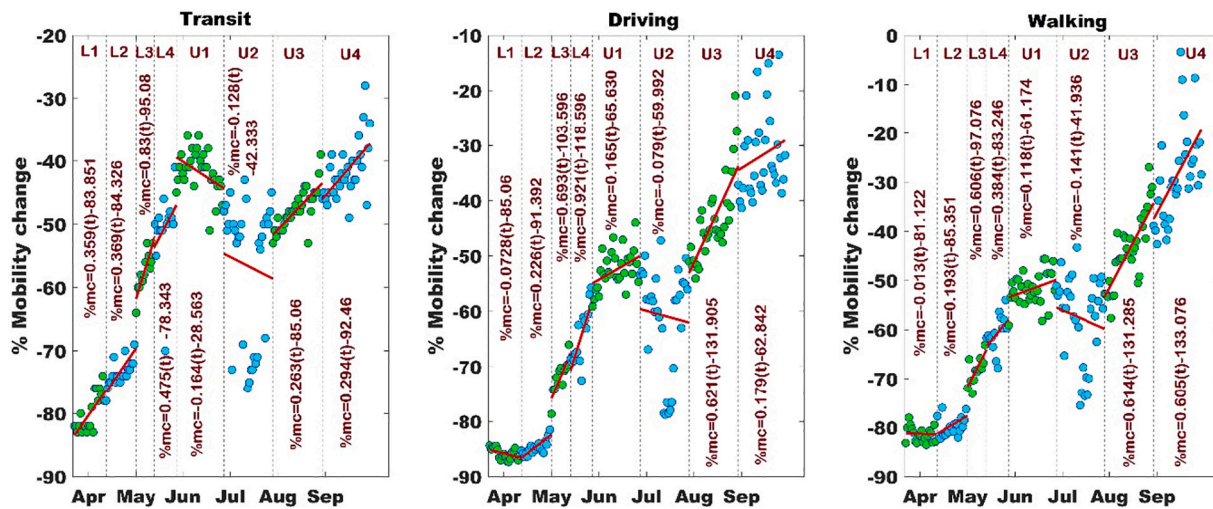 Transit
% Mobility change
-20
-30
-40
-50
-60
-70
-80
-90
L1 L2 L3 L4 U1 U2 U3 U4
%mc=0.359(t)-83.851
%mc=0.369(t)-84.326
%mc=0.83(t)-95.08
%mc=0.475(t) - 78.343
%mc=-0.164(t)-28.563
%mc=-0.128(t)
-42.333
%mc=0.263(t)-85.06
%mc=0.294(t)-92.46
Apr May Jun Jul Aug Sep
Driving
% Mobility change
-10
-20
-30
-40
-50
-60
-70
-80
-90
L1 L2 L3 L4 U1 U2 U3 U4
%mc=-0.0728(t)-85.06
%mc=0.226(t)-91.392
%mc=0.693(t)-103.596
%mc=0.921(t)-118.596
%mc=0.165(t)-65.630
%mc=-0.079(t)-59.992
%mc=0.621(t)-131.905
%mc=0.179(t)-62.842
Apr May Jun Jul Aug Sep
Walking
% Mobility change
0
-10
-20
-30
-40
-50
-60
-70
-80
-90
L1 L2 L3 L4 U1 U2 U3 U4
%mc=-0.013(t)-81.122
%mc=0.193(t)-85.351
%mc=0.606(t)-97.076
%mc=0.384(t)-83.246
%mc=0.118(t)-61.174
%mc=-0.141(t)-41.936
%mc=0.614(t)-131.285
%mc=0.605(t)-133.076
Apr May Jun Jul Aug Sep